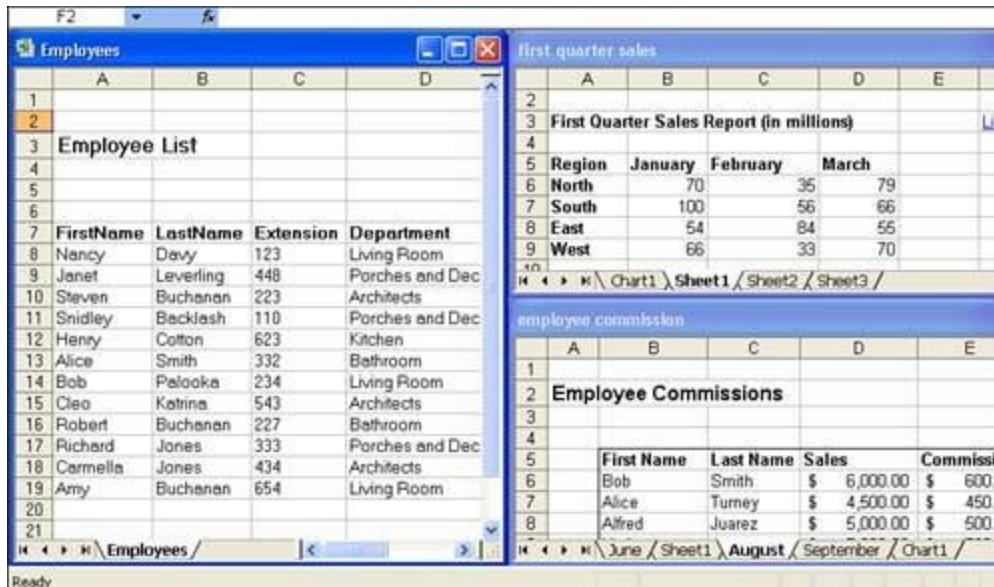 F2 fx
Employees
A B C D
1
2
3 Employee List
4
5
6
7 FirstName LastName Extension Department
8 Nancy Davy 123 Living Room
9 Janet Leverling 448 Porches and Dec
10 Steven Buchanan 223 Architects
11 Snidley Backlash 110 Porches and Dec
12 Henry Cotton 623 Kitchen
13 Alice Smith 332 Bathroom
14 Bob Palooka 234 Living Room
15 Cleo Katrina 543 Architects
16 Robert Buchanan 227 Bathroom
17 Richard Jones 333 Porches and Dec
18 Carmella Jones 434 Architects
19 Amy Buchanan 654 Living Room
20
21
Employees
Ready
first quarter sales
A B C D E
2
3 First Quarter Sales Report (in millions) Li
4
5 Region January February March
6 North 70 35 79
7 South 100 56 66
8 East 54 84 55
9 West 66 33 70
10
Chart1 Sheet1 Sheet2 Sheet3
employee commission
A B C D E
1
2 Employee Commissions
3
4
5 First Name Last Name Sales Commissi
6 Bob Smith $ 6,000.00 $ 600.
7 Alice Turney $ 4,500.00 $ 450.
8 Alfred Juarez $ 5,000.00 $ 500.
June Sheet1 August September Chart1